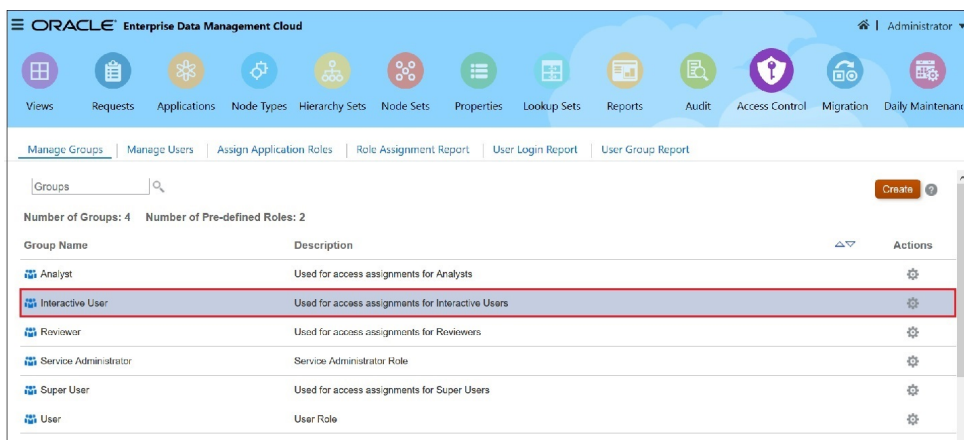 ORACLE Enterprise Data Management Cloud Administrator
Views Requests Applications Node Types Hierarchy Sets Node Sets Properties Lookup Sets Reports Audit Access Control Migration Daily Maintenanc
Manage Groups Manage Users Assign Application Roles Role Assignment Report User Login Report User Group Report
Groups Create ?
Number of Groups: 4 Number of Pre-defined Roles: 2
Group Name Description Actions
Analyst Used for access assignments for Analysts
Interactive User Used for access assignments for Interactive Users
Reviewer Used for access assignments for Reviewers
Service Administrator Service Administrator Role
Super User Used for access assignments for Super Users
User User Role